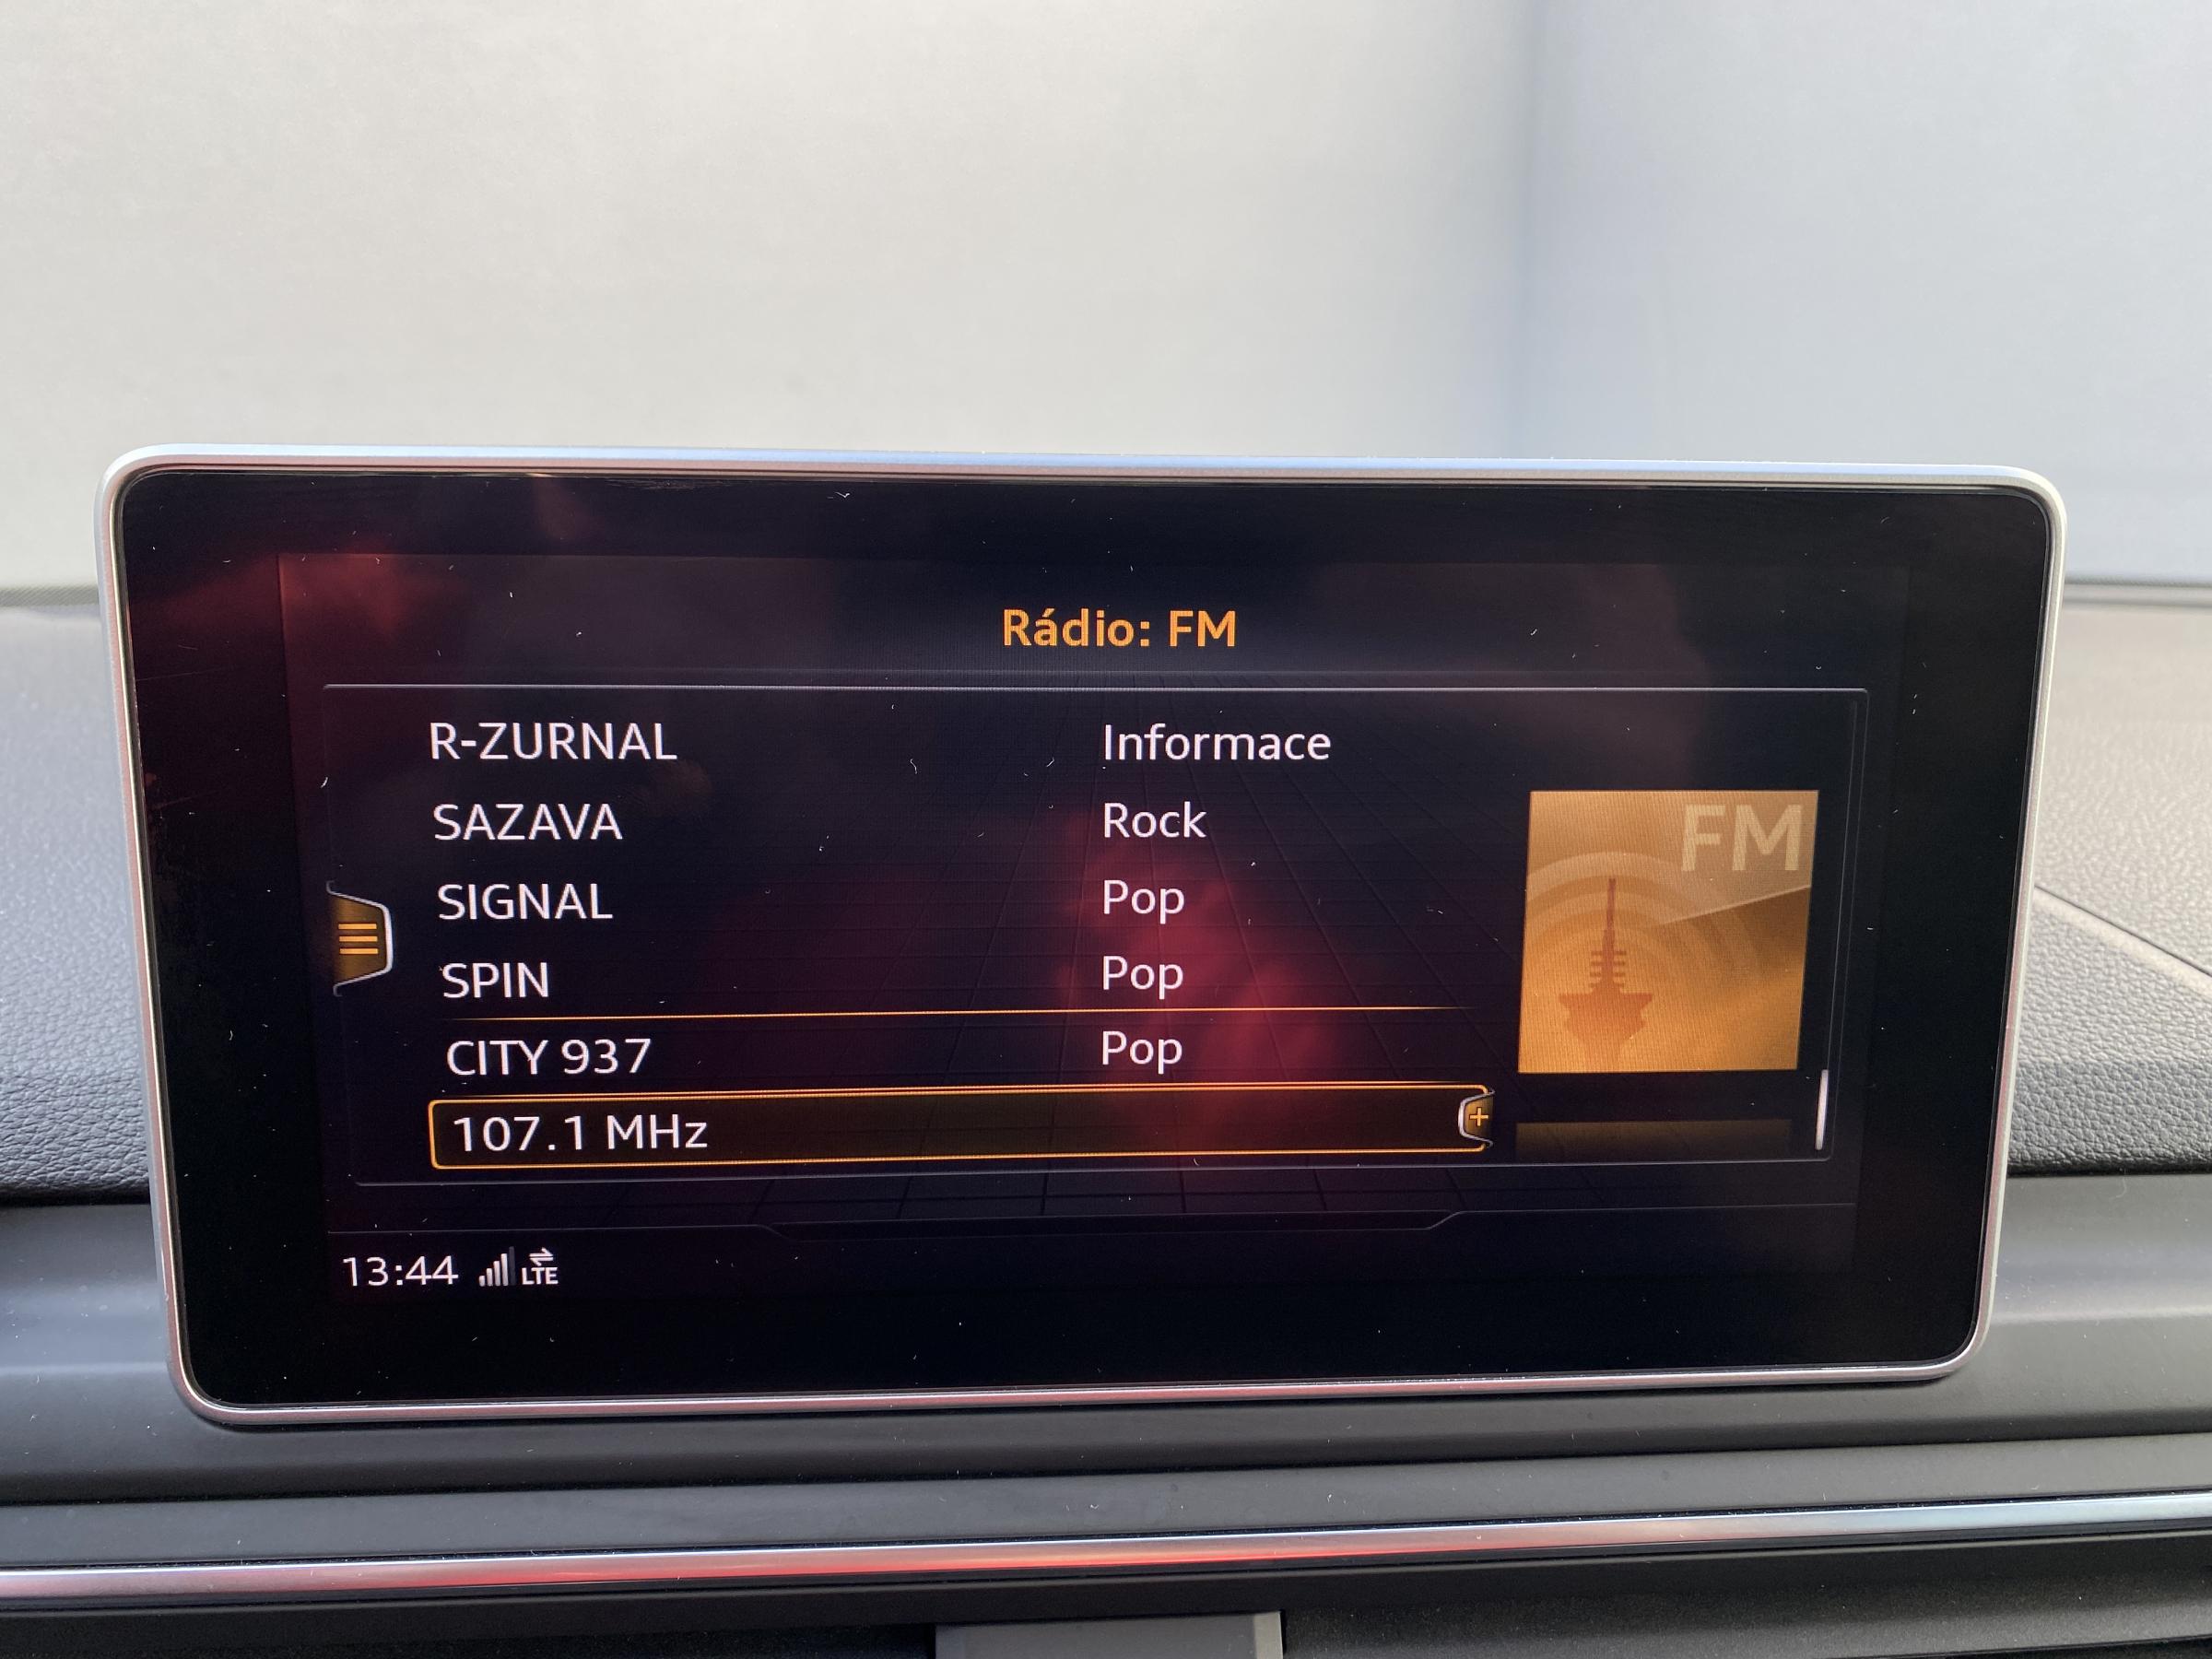 Rádio: FM
R-ZURNAL Informace
SAZAVA Rock
FM
SIGNAL Pop
SPIN Pop
CITY 937 Pop
107.1 MHz +
13:44 LTE